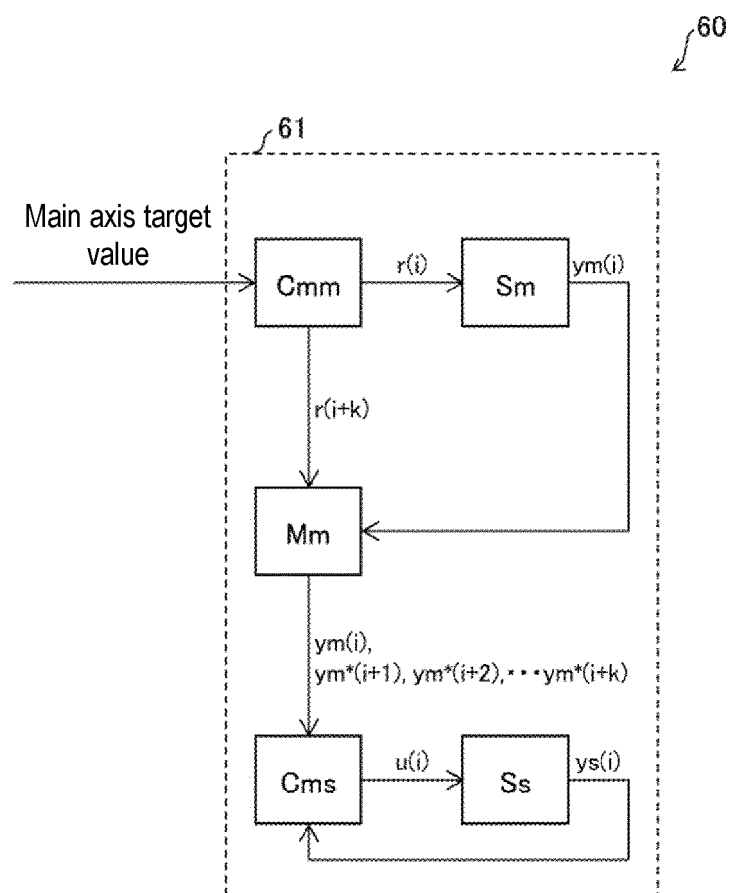 60
61
Main axis target
value
Cmm
r(i)
Sm
ym(i)
r(i+k)
Mm
ym(i),
ym*(i+1), ym*(i+2),･･･ym*(i+k)
Cms
u(i)
Ss
ys(i)